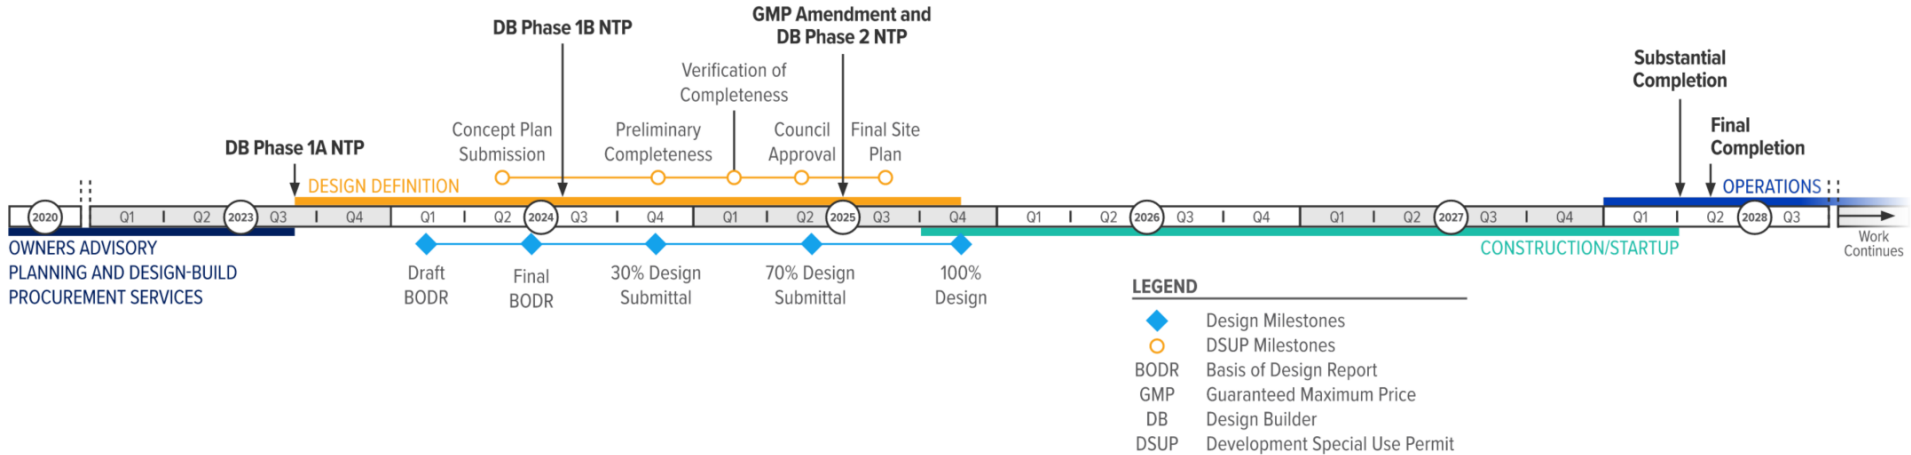 GMP Amendment and
DB Phase 2 NTP
DB Phase 1B NTP
Verification of
Completeness
Substantial
Completion
DB Phase 1A NTP
Concept Plan
Submission
Preliminary
Completeness
Council
Approval
Final Site
Plan
Final
Completion
DESIGN DEFINITION
OPERATIONS
2020 Q1 Q2 2023 Q3 Q4 Q1 Q2 2024 Q3 Q4 Q1 Q2 2025 Q3 Q4 Q1 Q2 2026 Q3 Q4 Q1 Q2 2027 Q3 Q4 Q1 Q2 2028 Q3
Work
Continues
OWNERS ADVISORY
PLANNING AND DESIGN-BUILD
PROCUREMENT SERVICES
CONSTRUCTION/STARTUP
Draft
BODR
Final
BODR
30% Design
Submittal
70% Design
Submittal
100%
Design
LEGEND
Design Milestones
DSUP Milestones
BODR Basis of Design Report
GMP Guaranteed Maximum Price
DB Design Builder
DSUP Development Special Use Permit